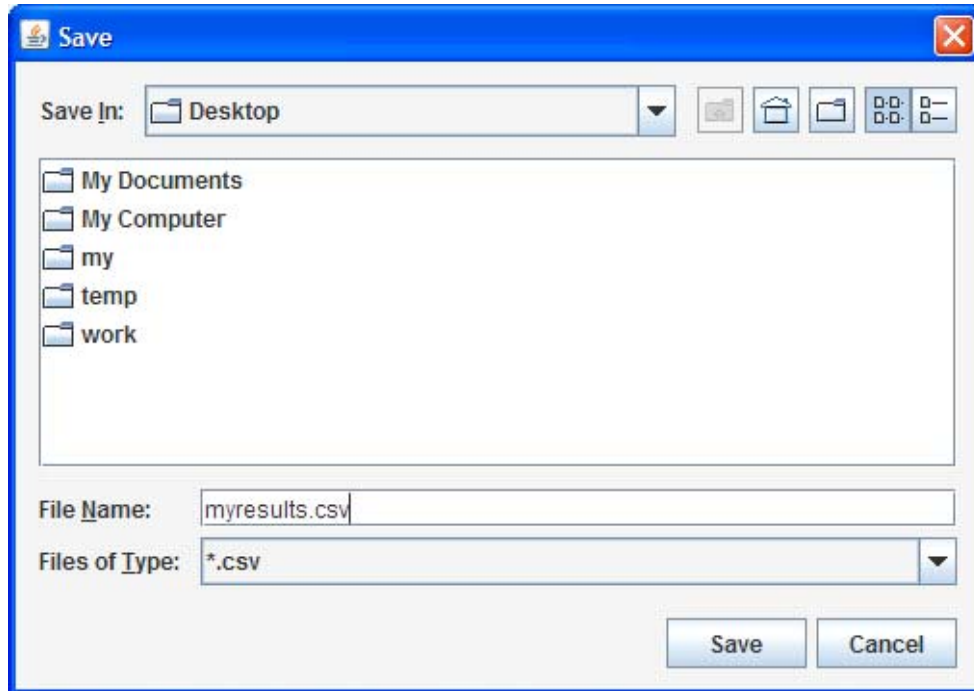 Save
Save In: Desktop
My Documents
My Computer
my
temp
work
File Name: myresults.csv
Files of Type: *.csv
Save Cancel